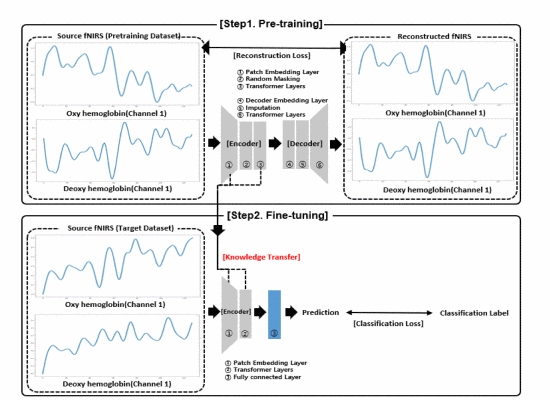 [Step1. Pre-training]
Source fNIRS (Pretraining Dataset)
Reconstructed fNIRS
[Reconstruction Loss]
① Patch Embedding Layer
② Random Masking
③ Transformer Layers
④ Decoder Embedding Layer
⑤ Imputation
⑥ Transformer Layers
Oxy hemoglobin(Channel 1)
Oxy hemoglobin(Channel 1)
[Encoder]
[Decoder]
① ② ③ ④ ⑤ ⑥
Deoxy hemoglobin(Channel 1)
Deoxy hemoglobin(Channel 1)
[Step2. Fine-tuning]
Source fNIRS (Target Dataset)
[Knowledge Transfer]
Oxy hemoglobin(Channel 1)
[Encoder]
Prediction
Classification Label
[Classification Loss]
① ② ③
① Patch Embedding Layer
② Transformer Layers
③ Fully connected Layer
Deoxy hemoglobin(Channel 1)